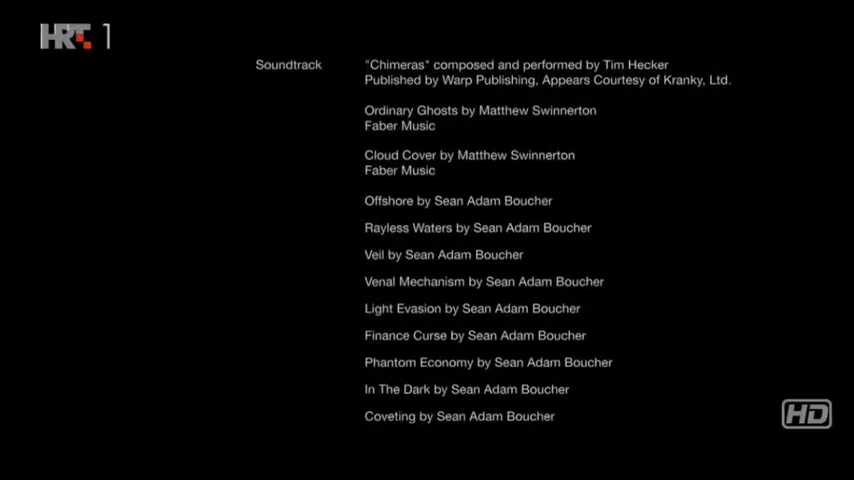 HRT 1
Soundtrack
"Chimeras" composed and performed by Tim Hecker
Published by Warp Publishing, Appears Courtesy of Kranky, Ltd.
Ordinary Ghosts by Matthew Swinnerton
Faber Music
Cloud Cover by Matthew Swinnerton
Faber Music
Offshore by Sean Adam Boucher
Rayless Waters by Sean Adam Boucher
Veil by Sean Adam Boucher
Venal Mechanism by Sean Adam Boucher
Light Evasion by Sean Adam Boucher
Finance Curse by Sean Adam Boucher
Phantom Economy by Sean Adam Boucher
In The Dark by Sean Adam Boucher
Coveting by Sean Adam Boucher
HD